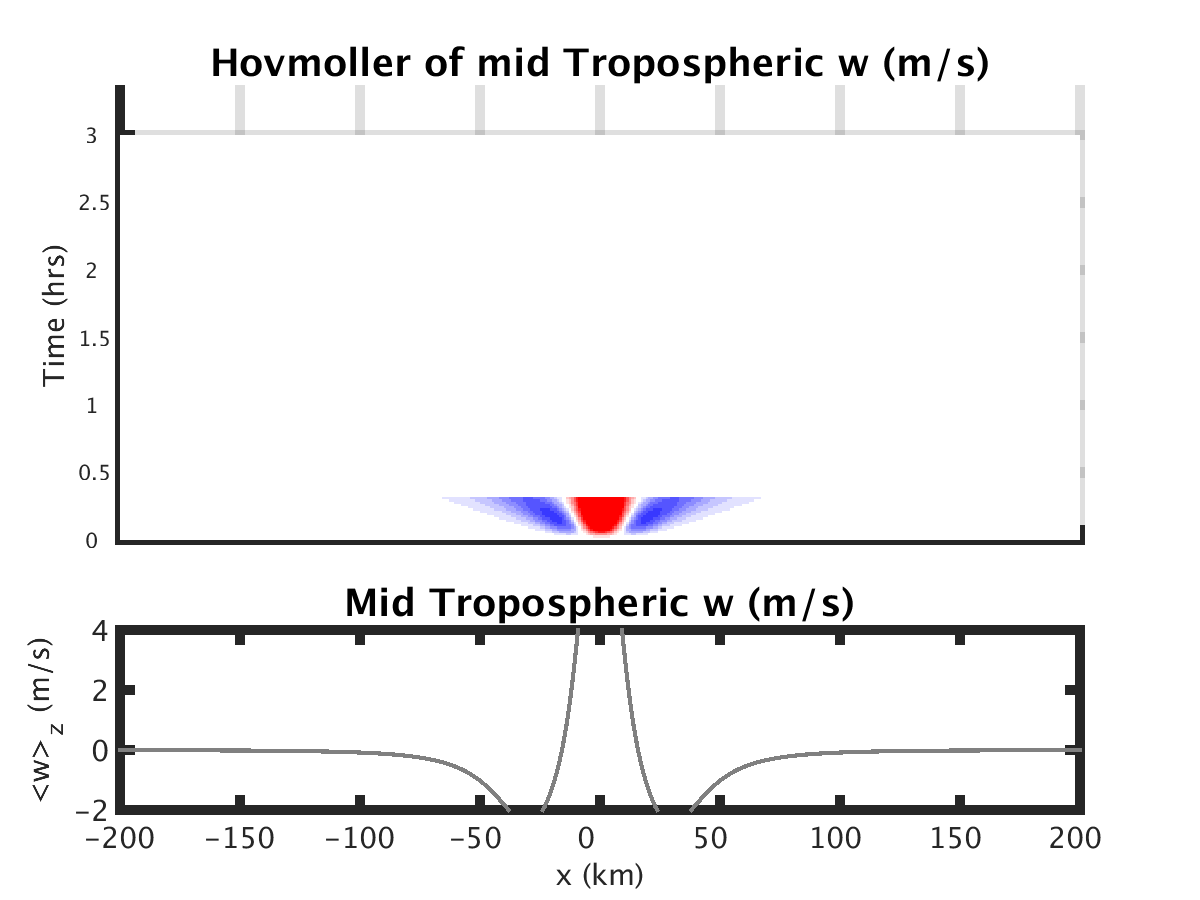 Hovmoller of mid Tropospheric w (m/s)
3
2.5
2
1.5
1
0.5
0
Time (hrs)
Mid Tropospheric w (m/s)
4
2
0
−2
<w> z (m/s)
−200 −150 −100 −50 0 50 100 150 200
x (km)